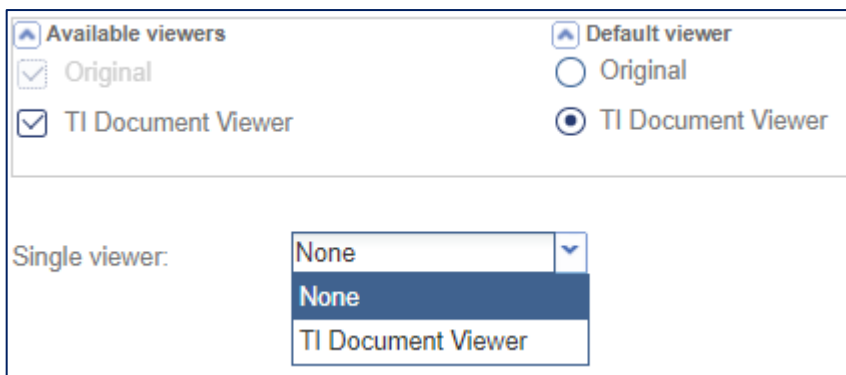 Available viewers
Original
TI Document Viewer
Default viewer
Original
TI Document Viewer
Single viewer:
None
None
TI Document Viewer